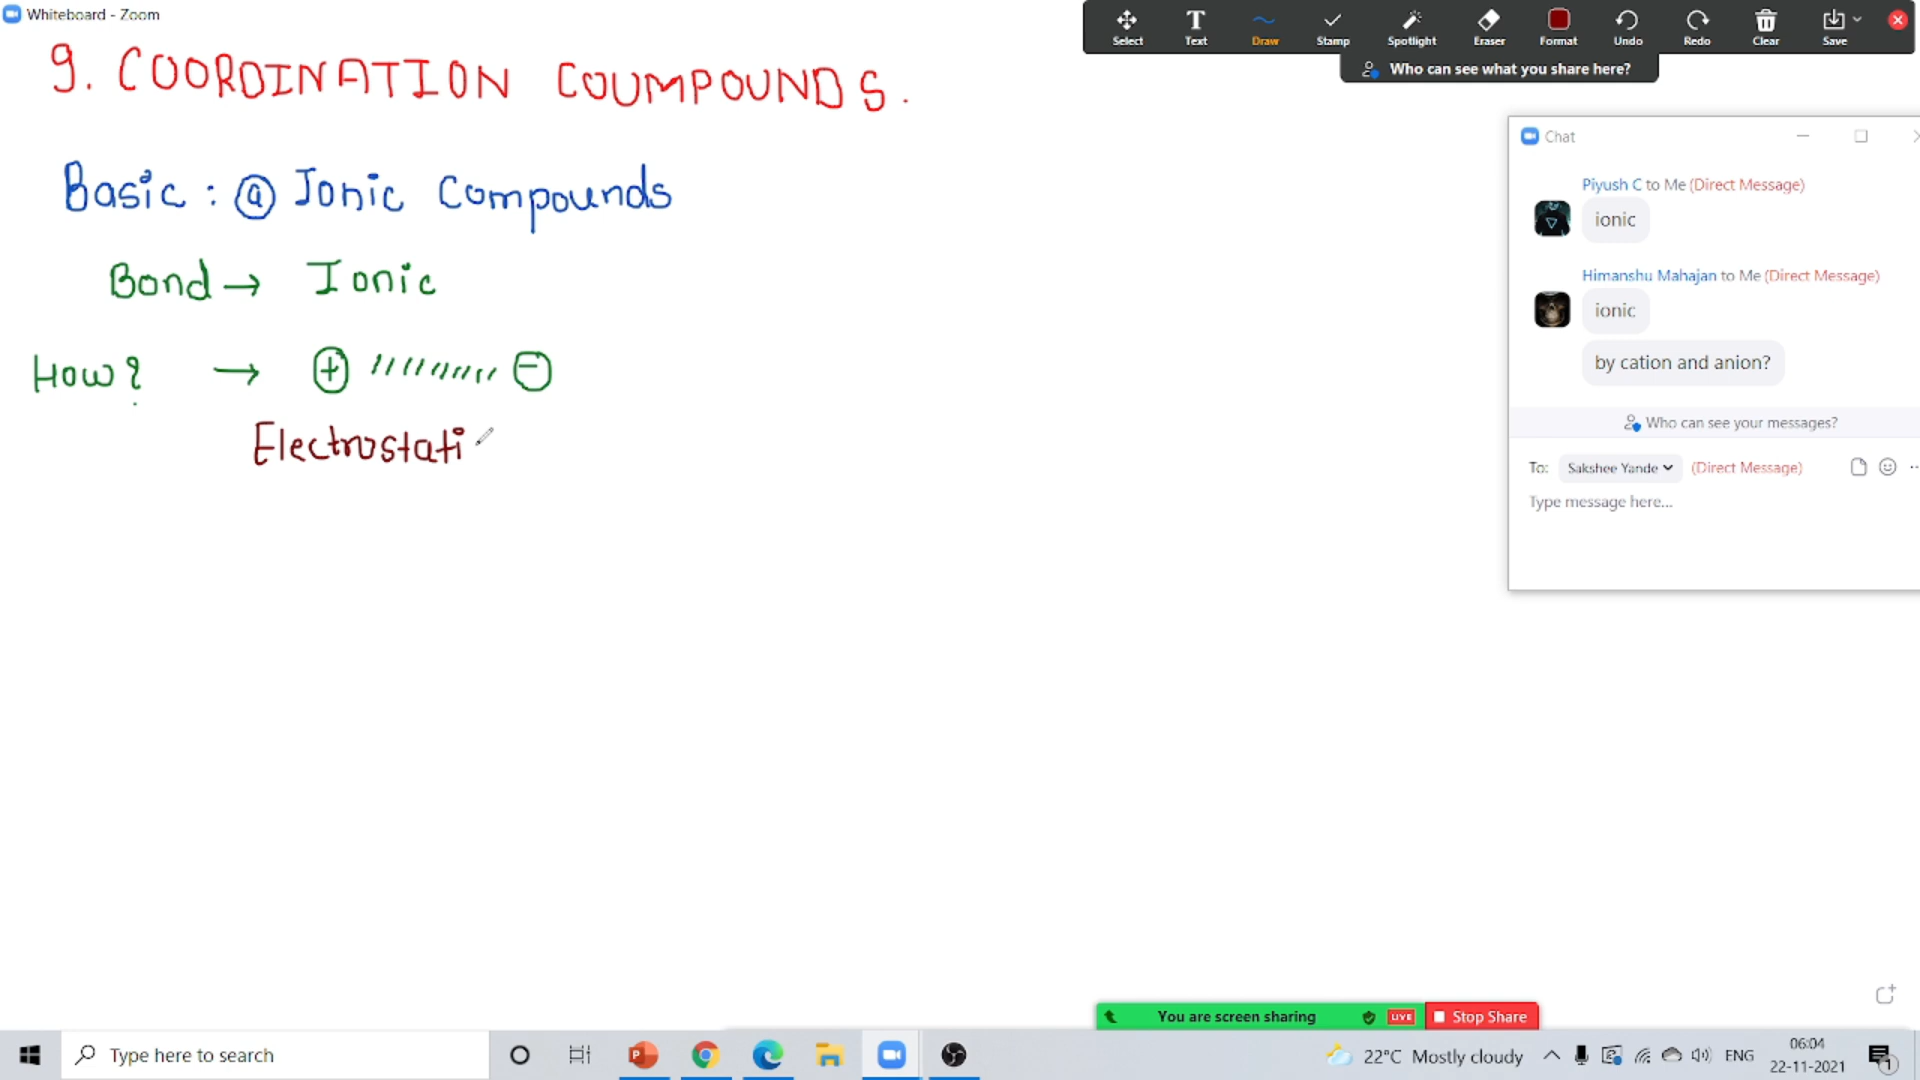 Whiteboard - Zoom
Select Text Draw Stamp Spotlight Eraser Format Undo Redo Clear Save
Who can see what you share here?
9. COORDINATION COUMPOUNDS.
Basic : (a) Ionic Compounds
Bond → Ionic
How? → + −
Electrostati
Chat
Piyush C to Me (Direct Message)
ionic
Himanshu Mahajan to Me (Direct Message)
ionic
by cation and anion?
Who can see your messages?
To: Sakshee Yande (Direct Message)
Type message here...
You are screen sharing LIVE Stop Share
Type here to search
22°C Mostly cloudy
ENG
06:04
22-11-2021
1